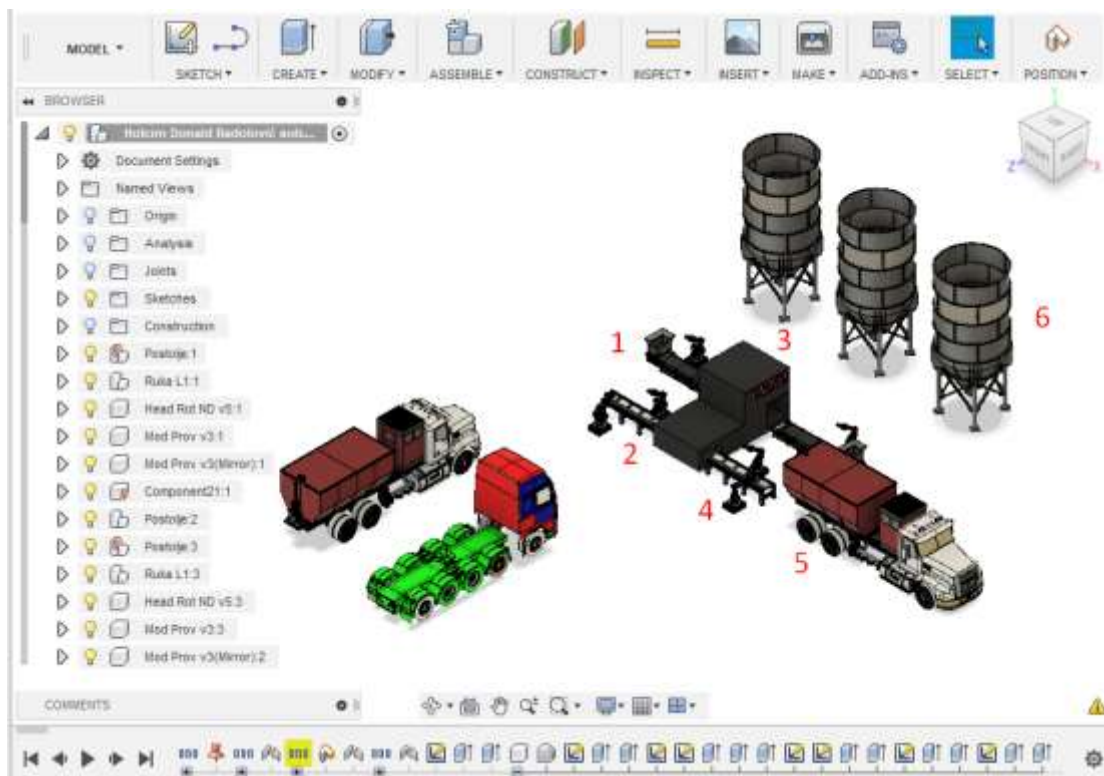 MODEL
SKETCH CREATE MODIFY ASSEMBLE CONSTRUCT INSPECT INSERT MAKE ADD-INS SELECT POSITION
BROWSER
Holcim Donald
Document Settings
Named Views
Origin
Analysis
Joints
Sketches
Construction
Postolje:1
Ruka L1:1
Head Rot ND v5:1
Mod Prov v3:1
Mod Prov v3(Mirror):1
Component21:1
Postolje:2
Postolje:3
Ruka L1:3
Head Rot ND v5:3
Mod Prov v3:3
Mod Prov v3(Mirror):2
COMMENTS
1
2
3
4
5
6
Y
Z
X